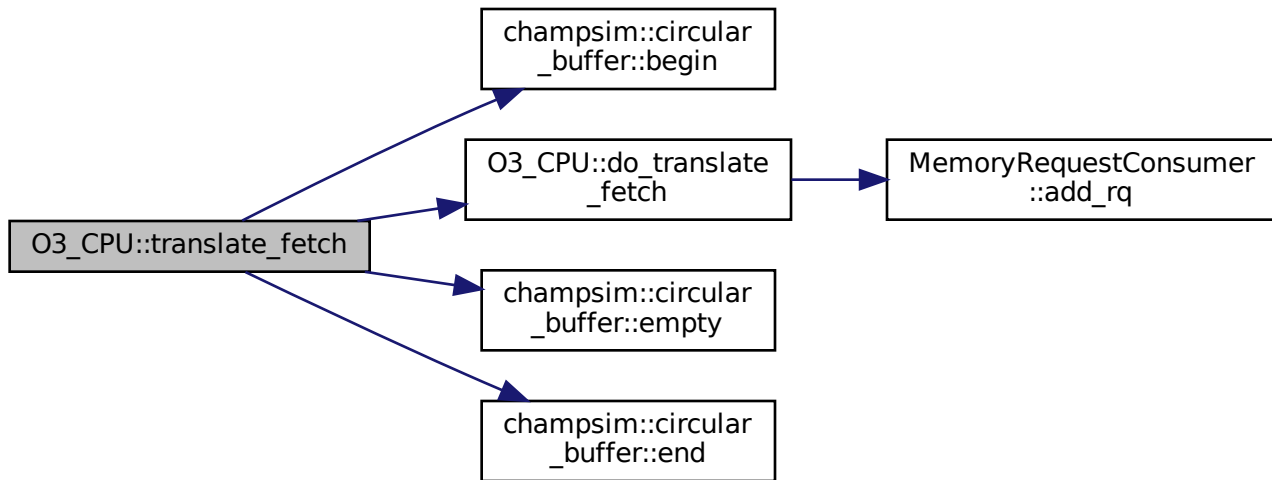 champsim::circular
_buffer::begin
O3_CPU::do_translate
_fetch
MemoryRequestConsumer
::add_rq
O3_CPU::translate_fetch
champsim::circular
_buffer::empty
champsim::circular
_buffer::end